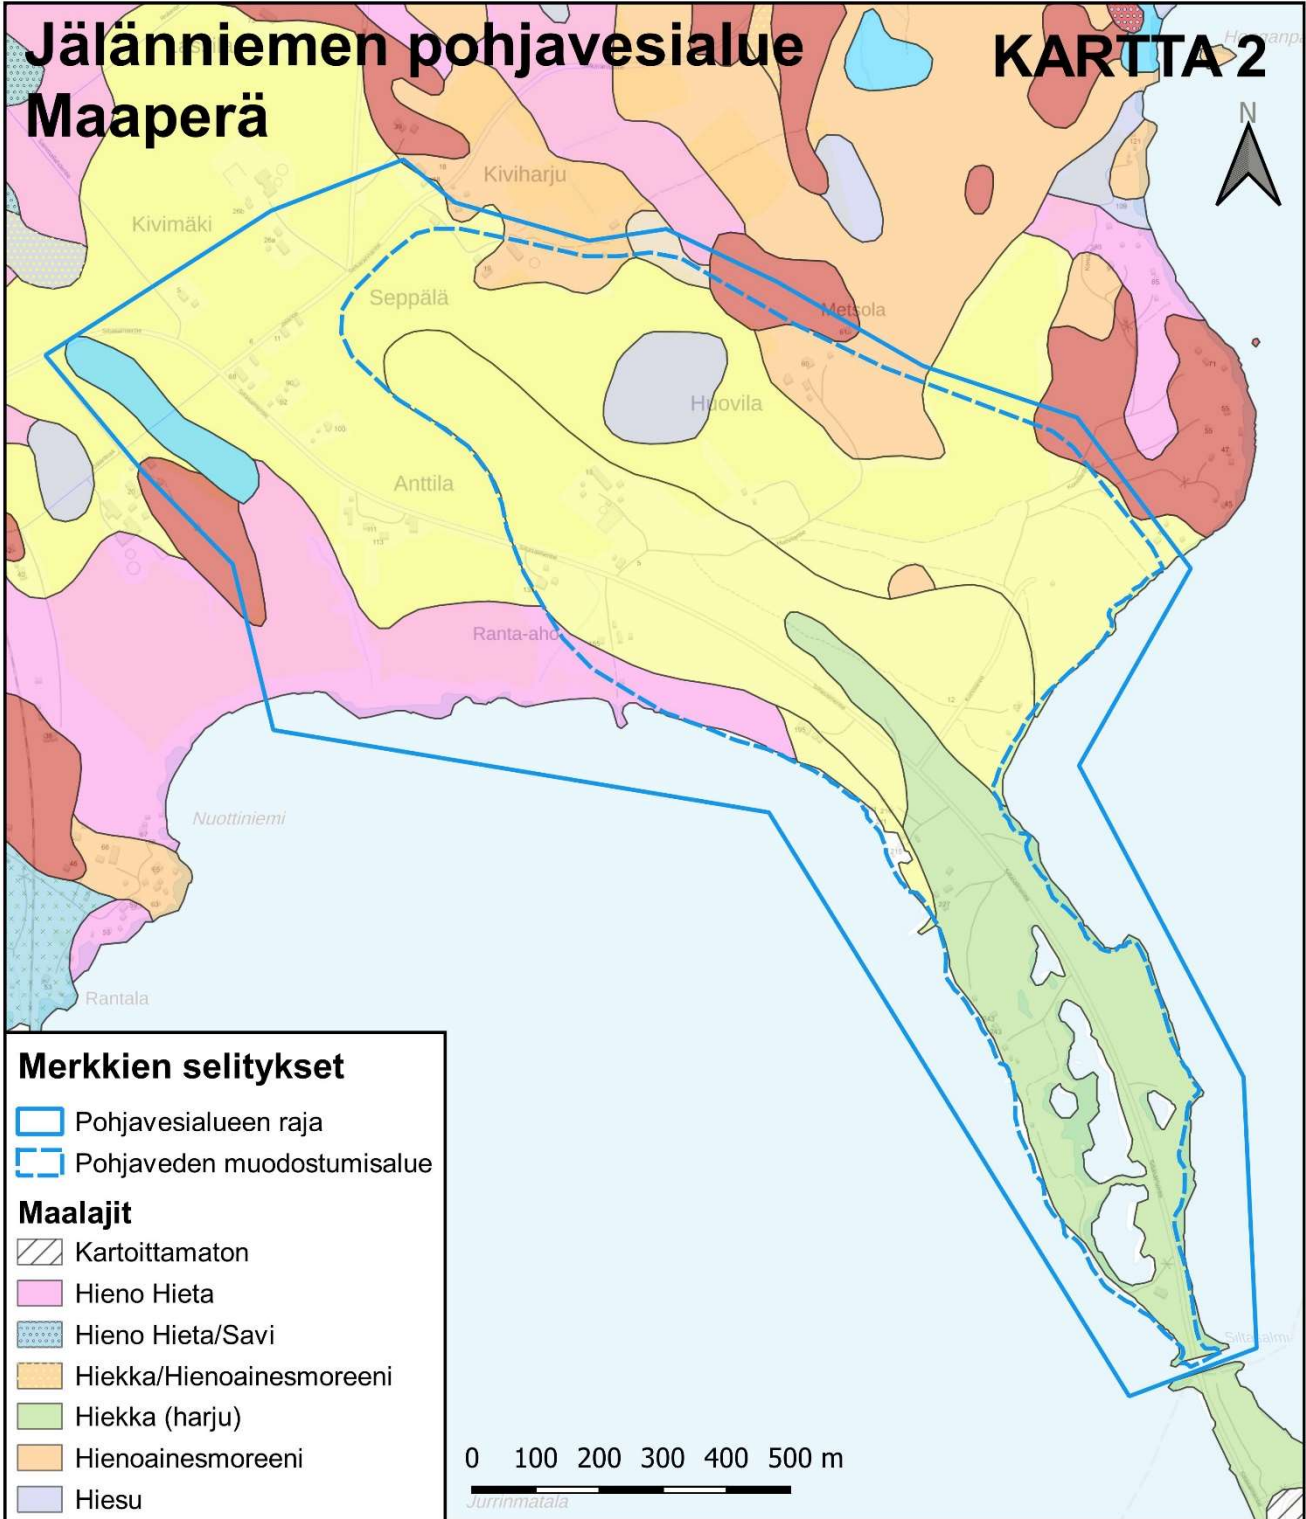 Jälänniemen pohjavesialue
KARTTA 2
Maaperä
N
Kiviharju
Kivimäki
Seppälä
Metsola
Huovila
Anttila
Ranta-aho
Nuottiniemi
Rantala
Siltasalmi
Jurrinmatala
Merkkien selitykset
Pohjavesialueen raja
Pohjaveden muodostumisalue
Maalajit
Kartoittamaton
Hieno Hieta
Hieno Hieta/Savi
Hiekka/Hienoainesmoreeni
Hiekka (harju)
Hienoainesmoreeni
Hiesu
0 100 200 300 400 500 m